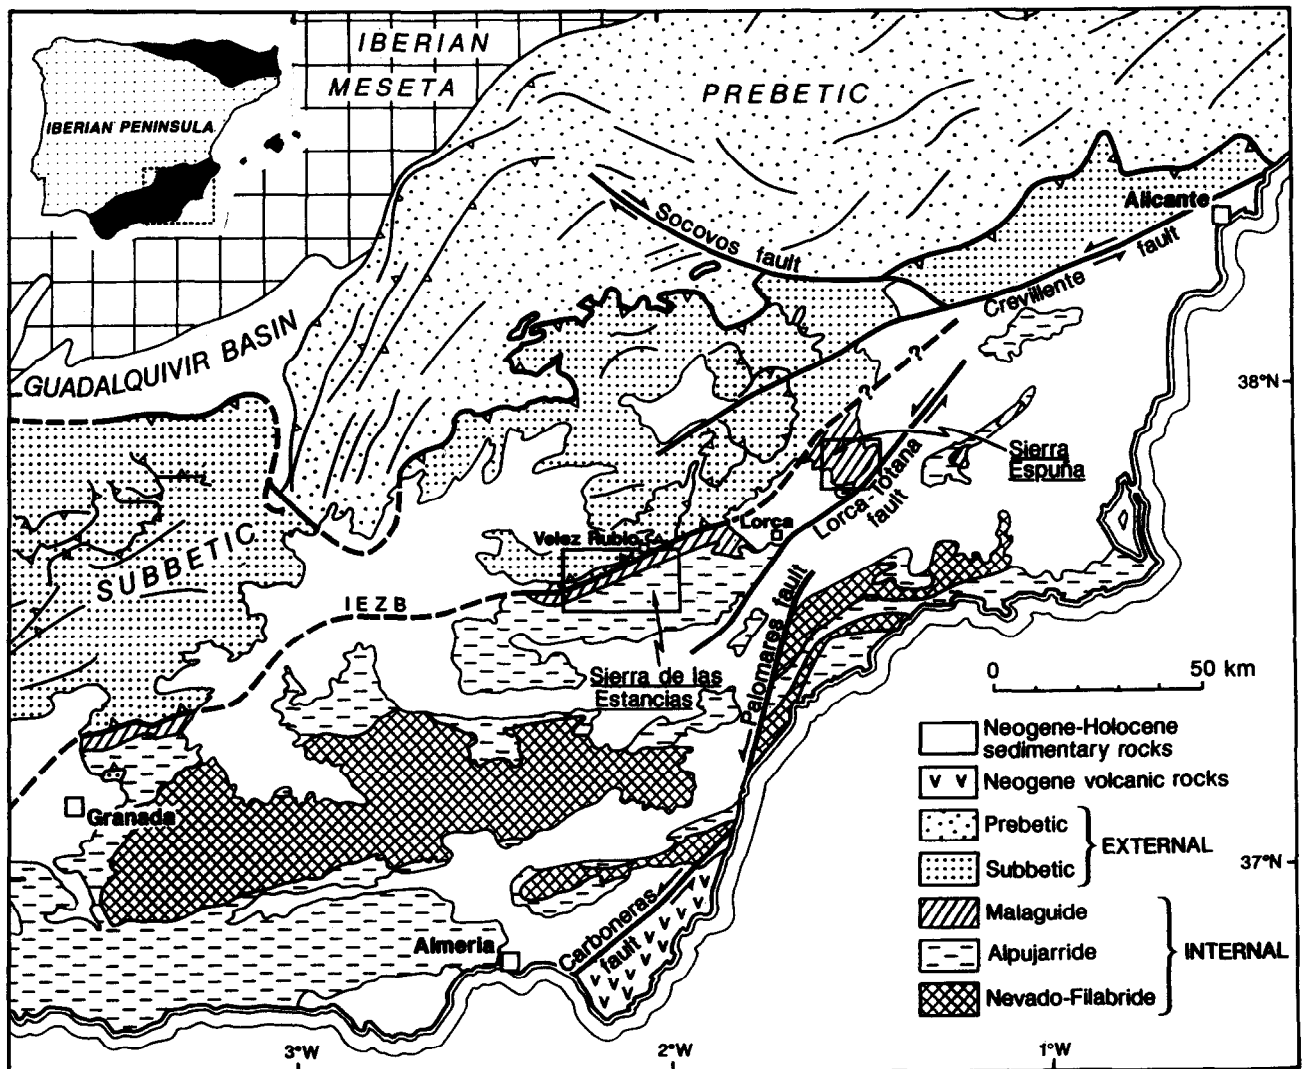 IBERIAN
MESETA
PREBETIC
IBERIAN PENINSULA
Alicante
Socovos fault
Crevillente fault
GUADALQUIVIR BASIN
?
?
38°N
Sierra
Espuña
Lorca-Totana
fault
Lorca
Velez Rubio
SUBBETIC
IEZB
Palomares fault
Sierra de las
Estancias
0 50 km
Neogene-Holocene
sedimentary rocks
Neogene volcanic rocks
Granada
Prebetic
EXTERNAL
Subbetic
37°N
Malaguide
Carboneras
fault
Almeria
Alpujarride
INTERNAL
Nevado-Filabride
3°W
2°W
1°W